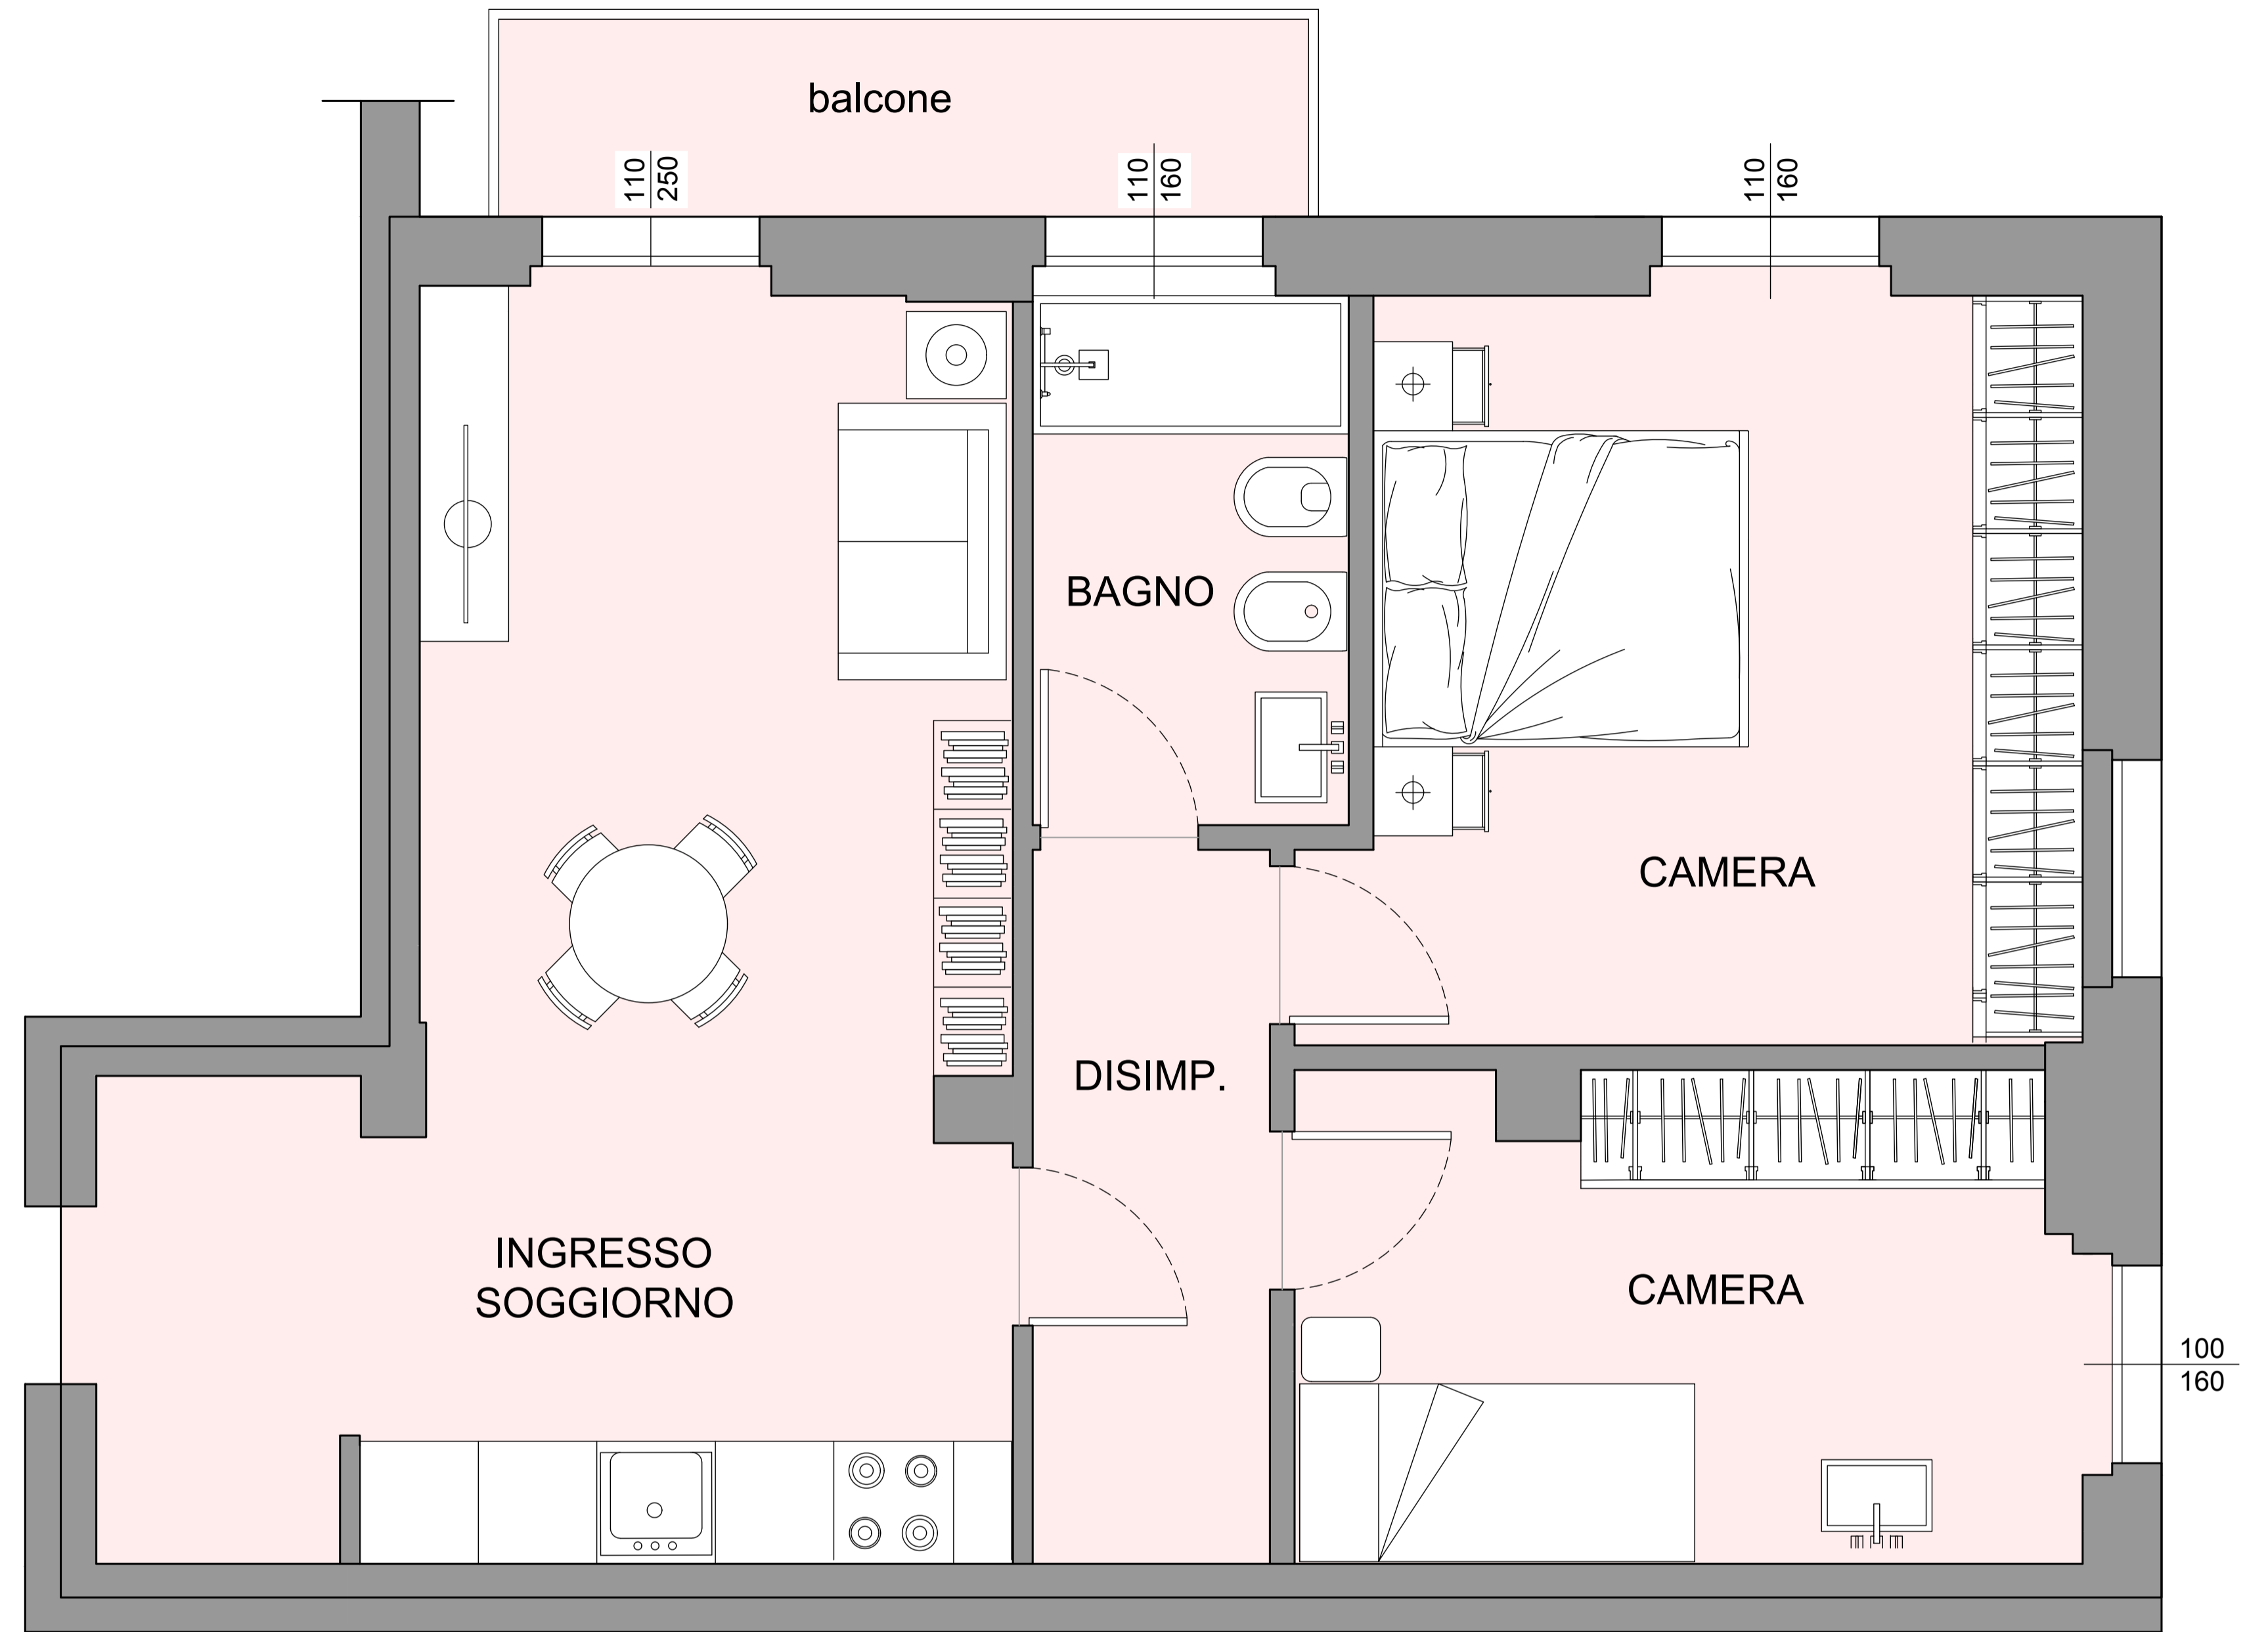 balcone
110
250
110
160
110
160
BAGNO
CAMERA
DISIMP.
INGRESSO
SOGGIORNO
CAMERA
100
160